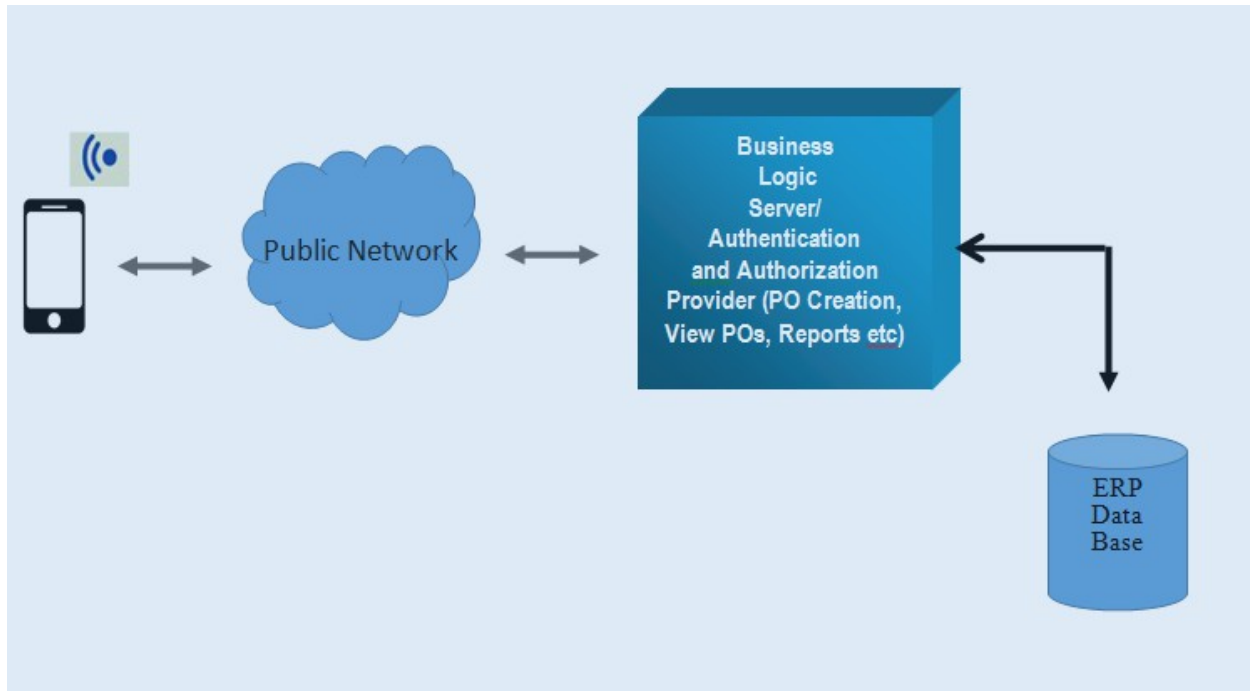 Public Network
Business
Logic
Server/
Authentication
and Authorization
Provider (PO Creation,
View POs, Reports etc)
ERP
Data
Base